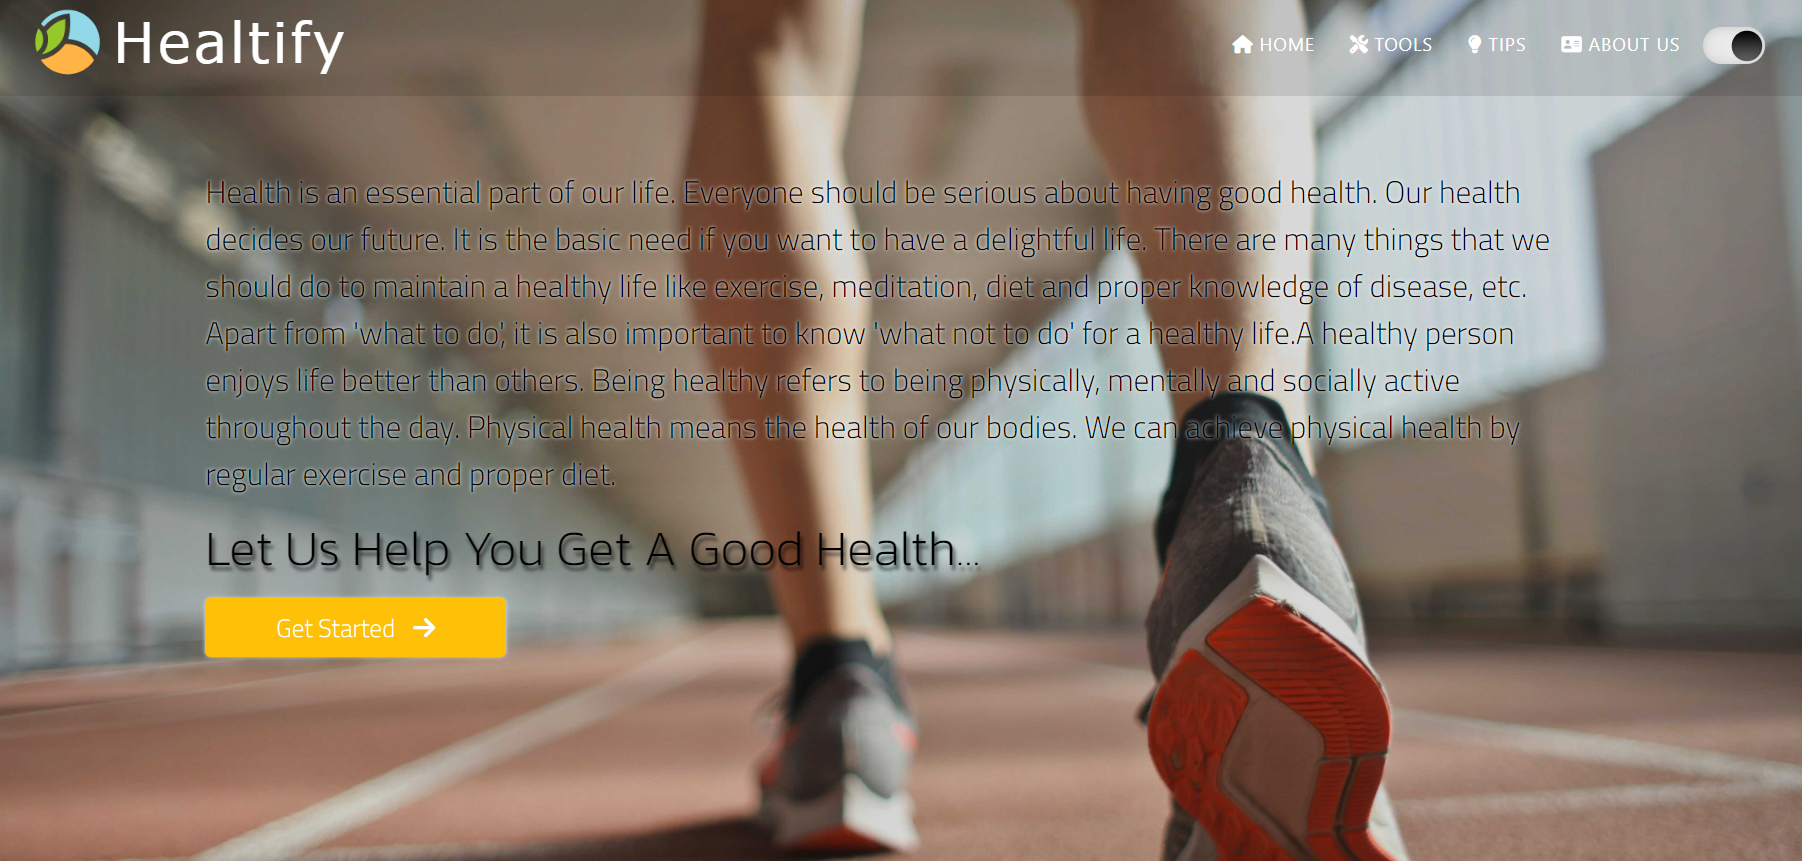 Healtify
HOME
TOOLS
TIPS
ABOUT US
Health is an essential part of our life. Everyone should be serious about having good health. Our health
decides our future. It is the basic need if you want to have a delightful life. There are many things that we
should do to maintain a healthy life like exercise, meditation, diet and proper knowledge of disease, etc.
Apart from 'what to do', it is also important to know 'what not to do' for a healthy life.A healthy person
enjoys life better than others. Being healthy refers to being physically, mentally and socially active
throughout the day. Physical health means the health of our bodies. We can achieve physical health by
regular exercise and proper diet.
Let Us Help You Get A Good Health...
Get Started